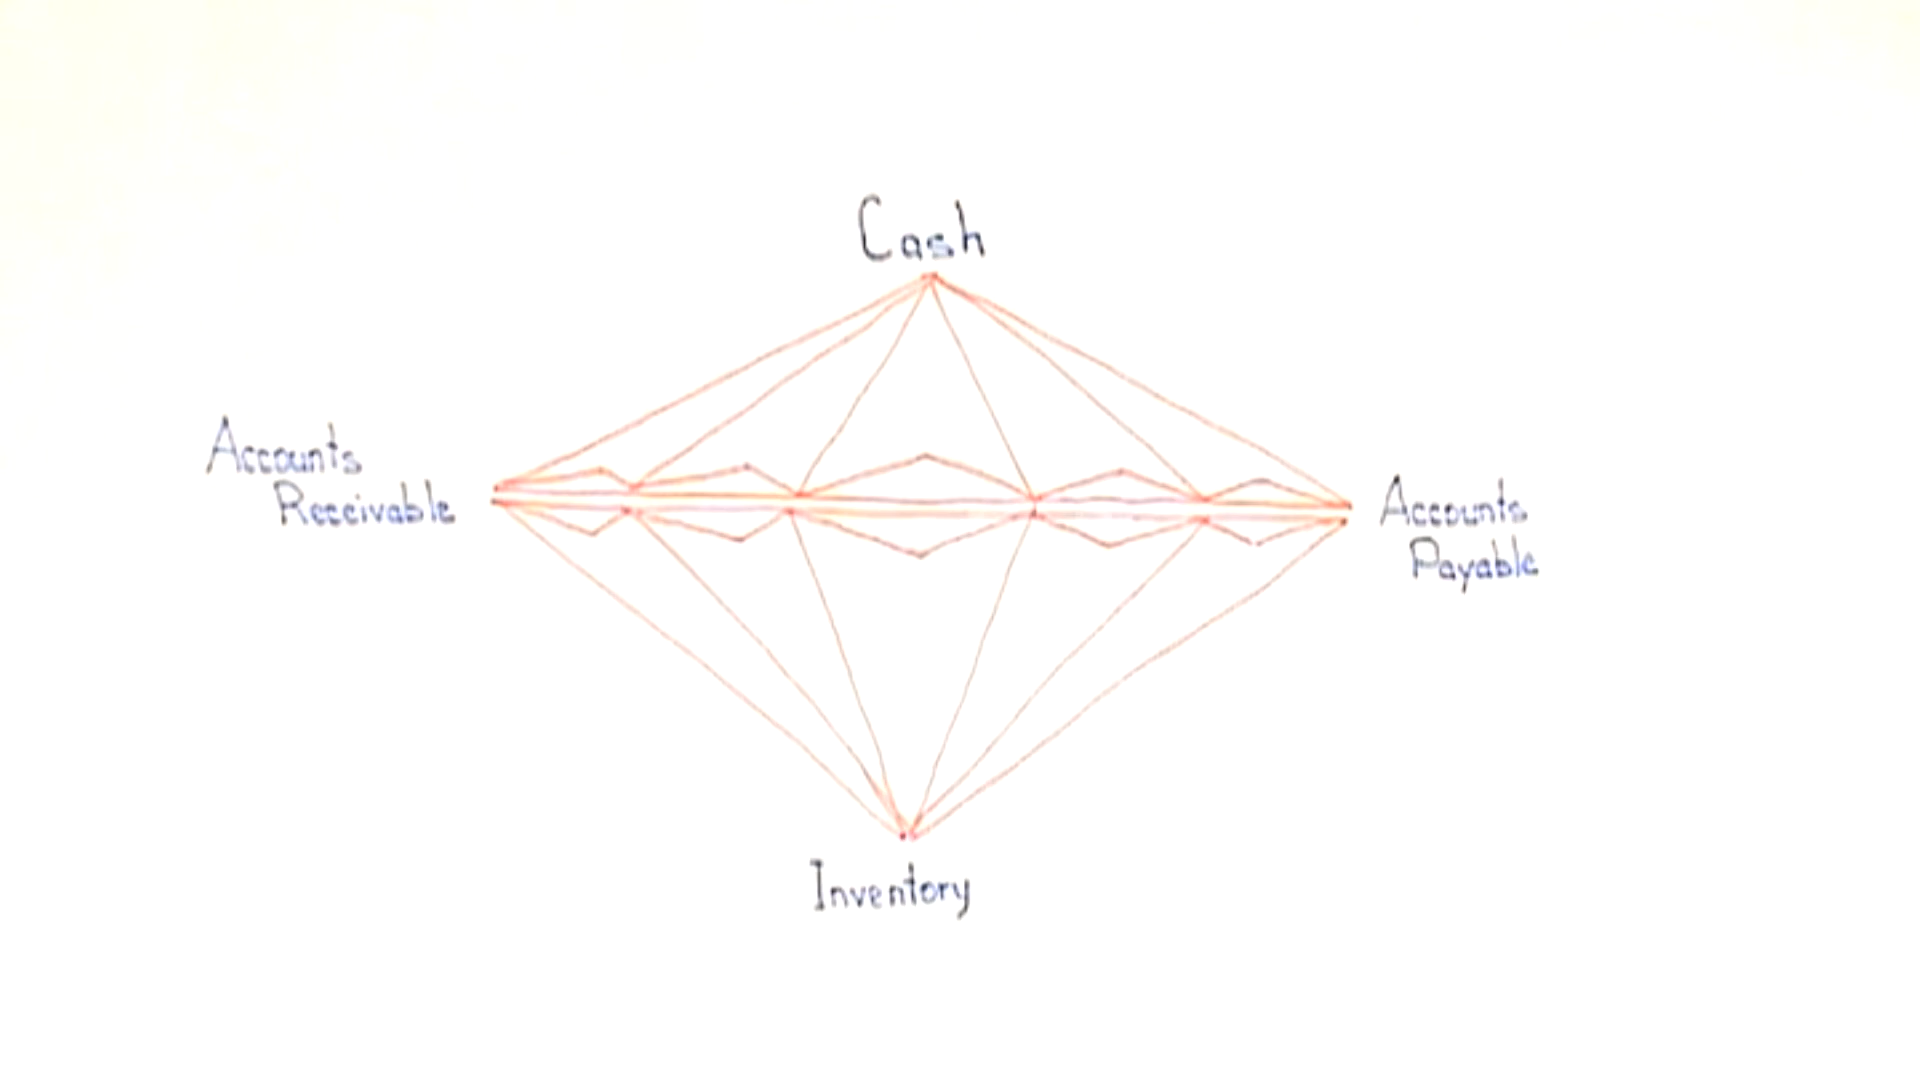 Cash
Accounts
Receivable
Accounts
Payable
Inventory